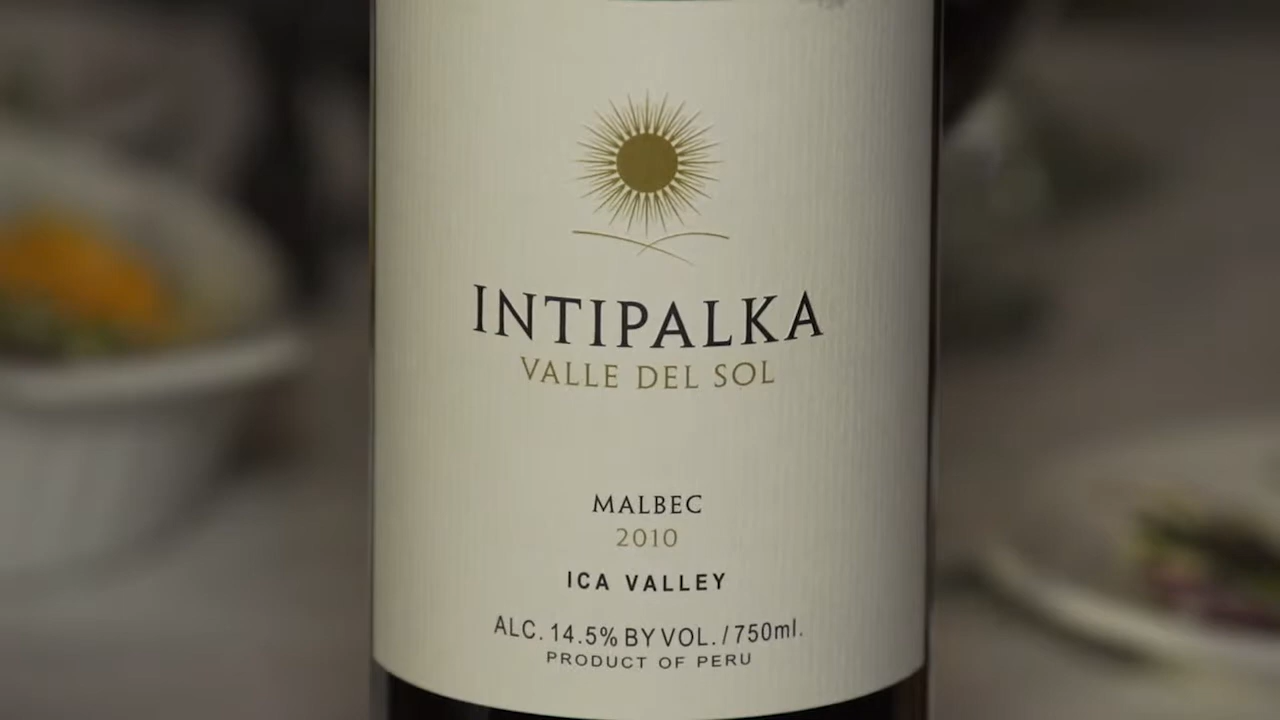 INTIPALKA
VALLE DEL SOL
MALBEC
2010
ICA VALLEY
ALC. 14.5% BY VOL. / 750ml.
PRODUCT OF PERU